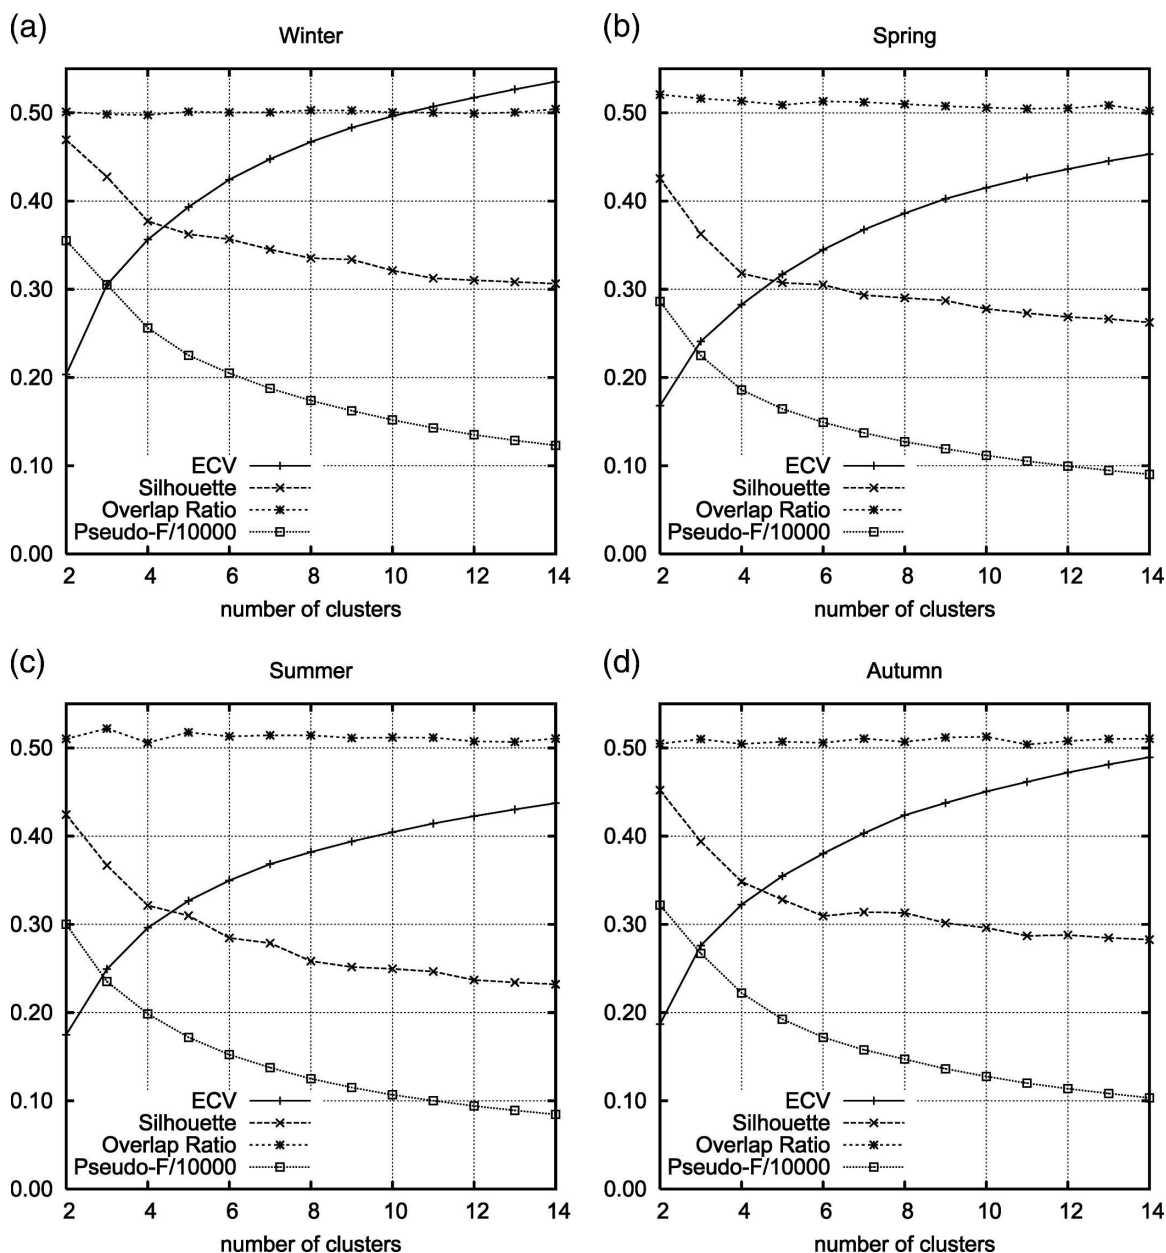 (a)
Winter
0.50
0.40
0.30
0.20
0.10
0.00
ECV
Silhouette
Overlap Ratio
Pseudo-F/10000
2 4 6 8 10 12 14
number of clusters
(b)
Spring
0.50
0.40
0.30
0.20
0.10
0.00
ECV
Silhouette
Overlap Ratio
Pseudo-F/10000
2 4 6 8 10 12 14
number of clusters
(c)
Summer
0.50
0.40
0.30
0.20
0.10
0.00
ECV
Silhouette
Overlap Ratio
Pseudo-F/10000
2 4 6 8 10 12 14
number of clusters
(d)
Autumn
0.50
0.40
0.30
0.20
0.10
0.00
ECV
Silhouette
Overlap Ratio
Pseudo-F/10000
2 4 6 8 10 12 14
number of clusters